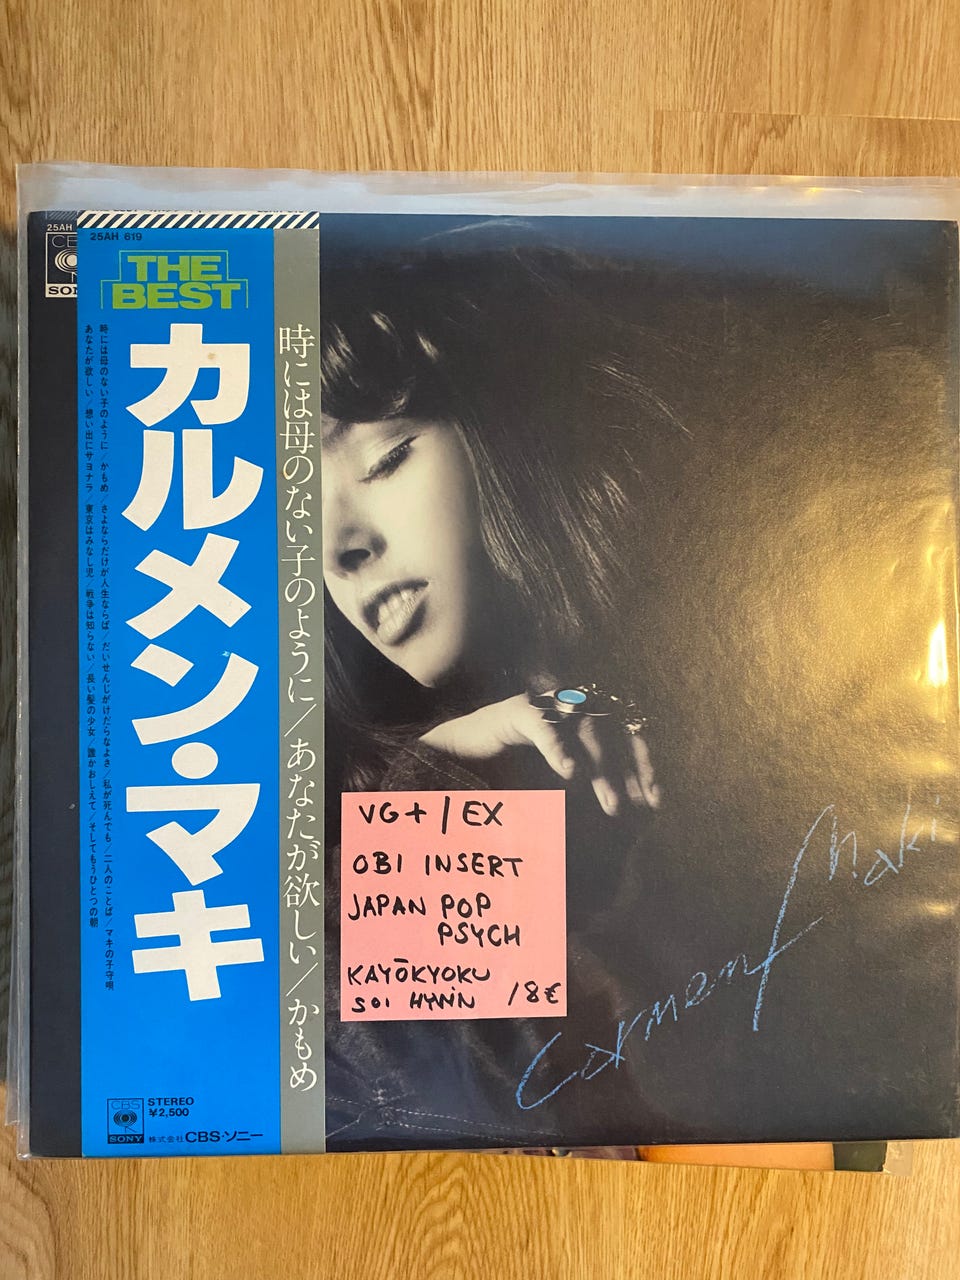 25AH
CBS
SONY
25AH 619
THE
BEST
カルメン・マキ
時には母のない子のように/かもめ/さよならだけが人生ならば/だいせんじがけだらなよさ/私が死んでも/二人のことば/マキの子守唄
あなたが欲しい/想い出にサヨナラ/東京はみなし児/戦争は知らない/長い髪の少女/誰かおしえて/そしてもうひとつの朝
時には母のない子のように/あなたが欲しい/かもめ
CBS
SONY
STEREO
¥2,500
株式会社 CBS・ソニー
VG+ / EX
OBI INSERT
JAPAN POP
PSYCH
KAYŌKYOKU
SOI HYVIN 18€
Carmen Maki